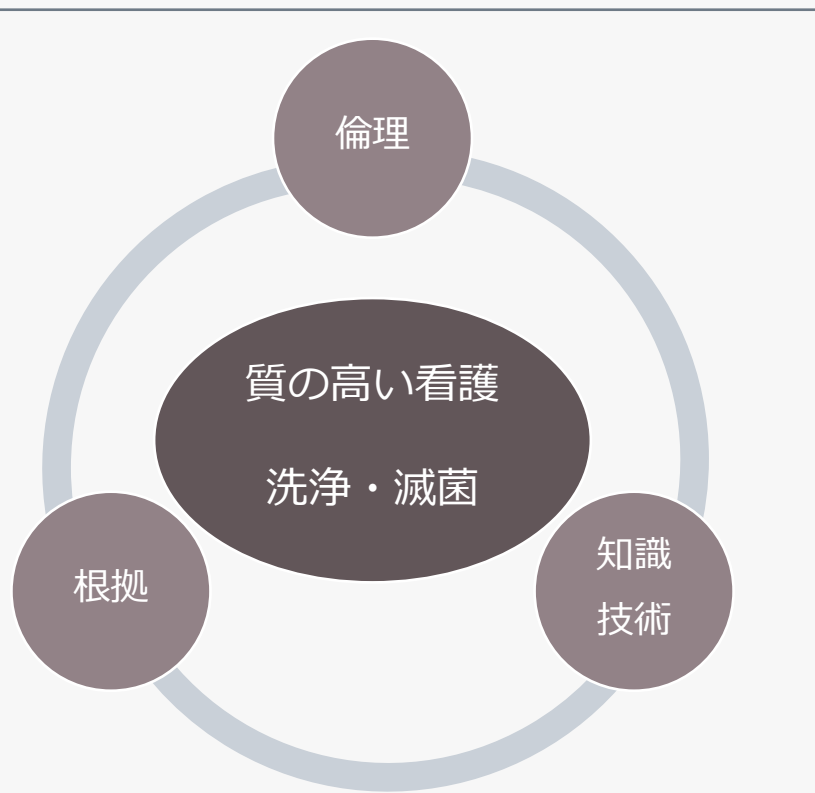 倫理
質の高い看護
洗浄・滅菌
根拠
知識
技術